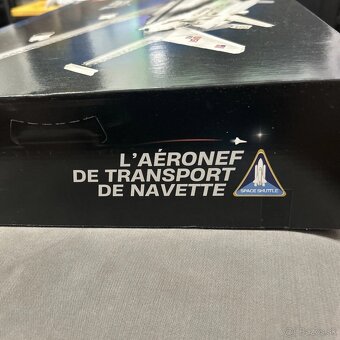 L'AÉRONEF
DE TRANSPORT
DE NAVETTE
SPACE SHUTTLE